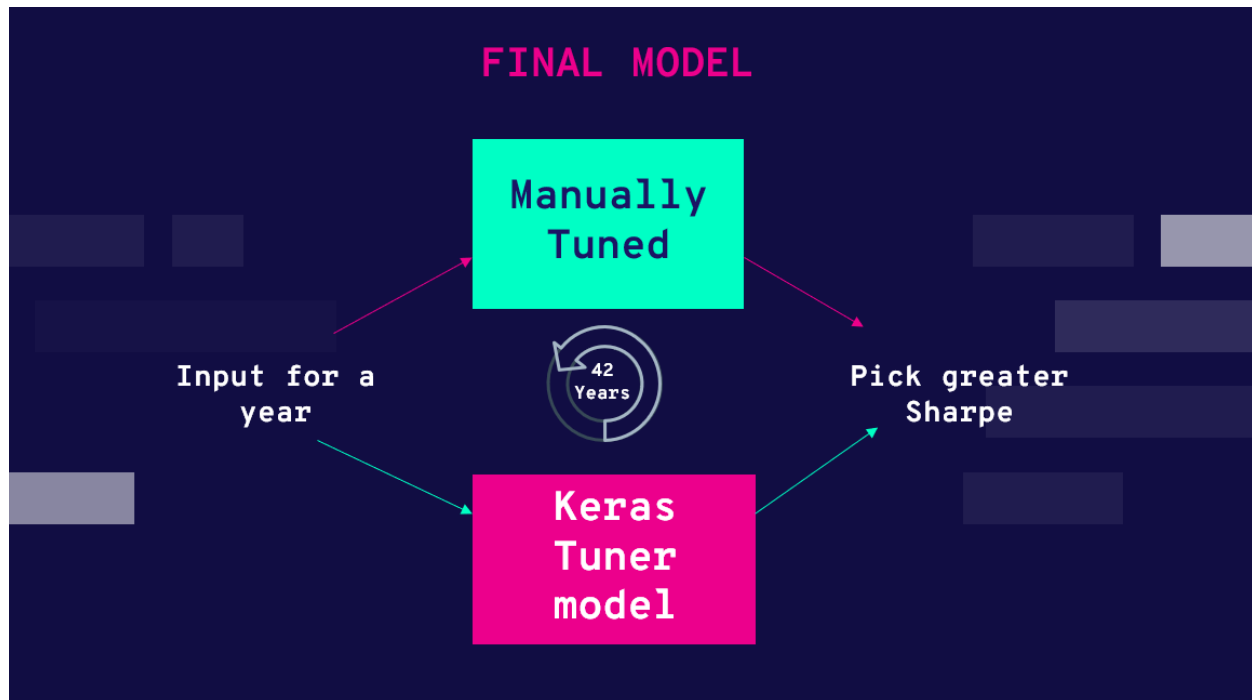 FINAL MODEL
Manually
Tuned
Input for a
year
42
Years
Pick greater
Sharpe
Keras
Tuner
model